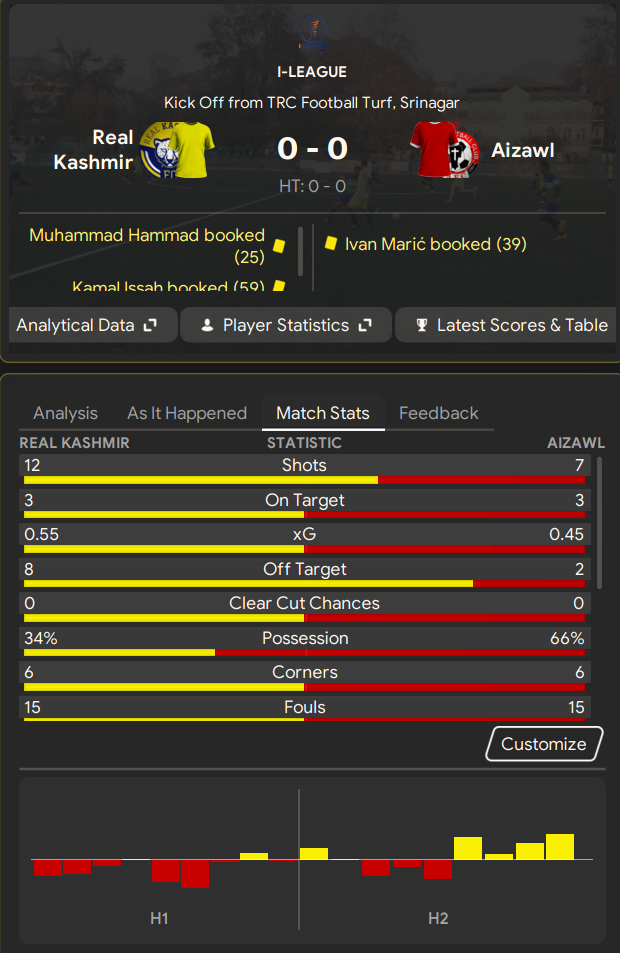 I-LEAGUE
Kick Off from TRC Football Turf, Srinagar
Real
Kashmir
0 - 0
Aizawl
HT: 0 - 0
Muhammad Hammad booked
(25)
Kamal Issah booked (59)
Ivan Marić booked (39)
Analytical Data
Player Statistics
Latest Scores & Table
Analysis
As It Happened
Match Stats
Feedback
REAL KASHMIR STATISTIC AIZAWL
12 Shots 7
3 On Target 3
0.55 xG 0.45
8 Off Target 2
0 Clear Cut Chances 0
34% Possession 66%
6 Corners 6
15 Fouls 15
Customize
H1
H2